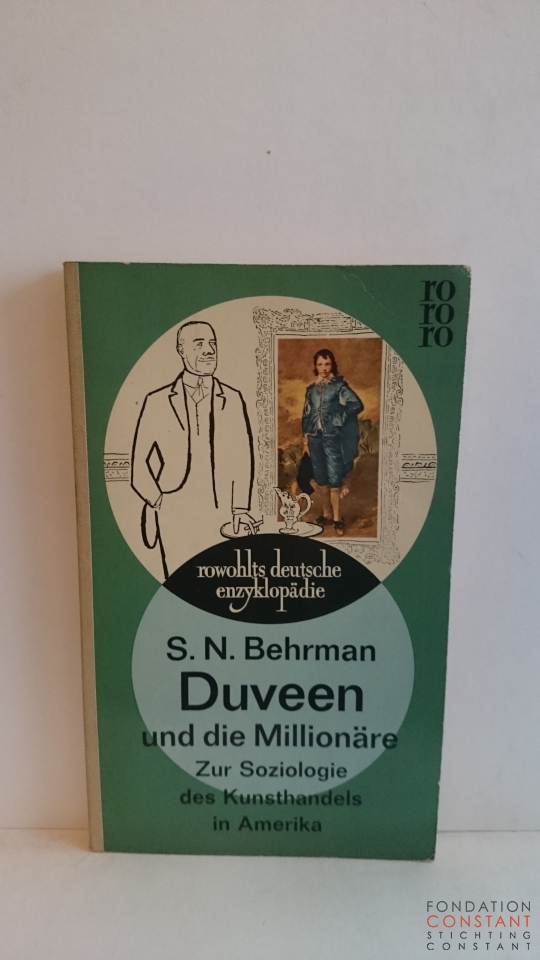 ro
ro
ro
rowohlts deutsche
enzyklopädie
S. N. Behrman
Duveen
und die Millionäre
Zur Soziologie
des Kunsthandels
in Amerika
FONDATION
CONSTANT
STICHTING
CONSTANT